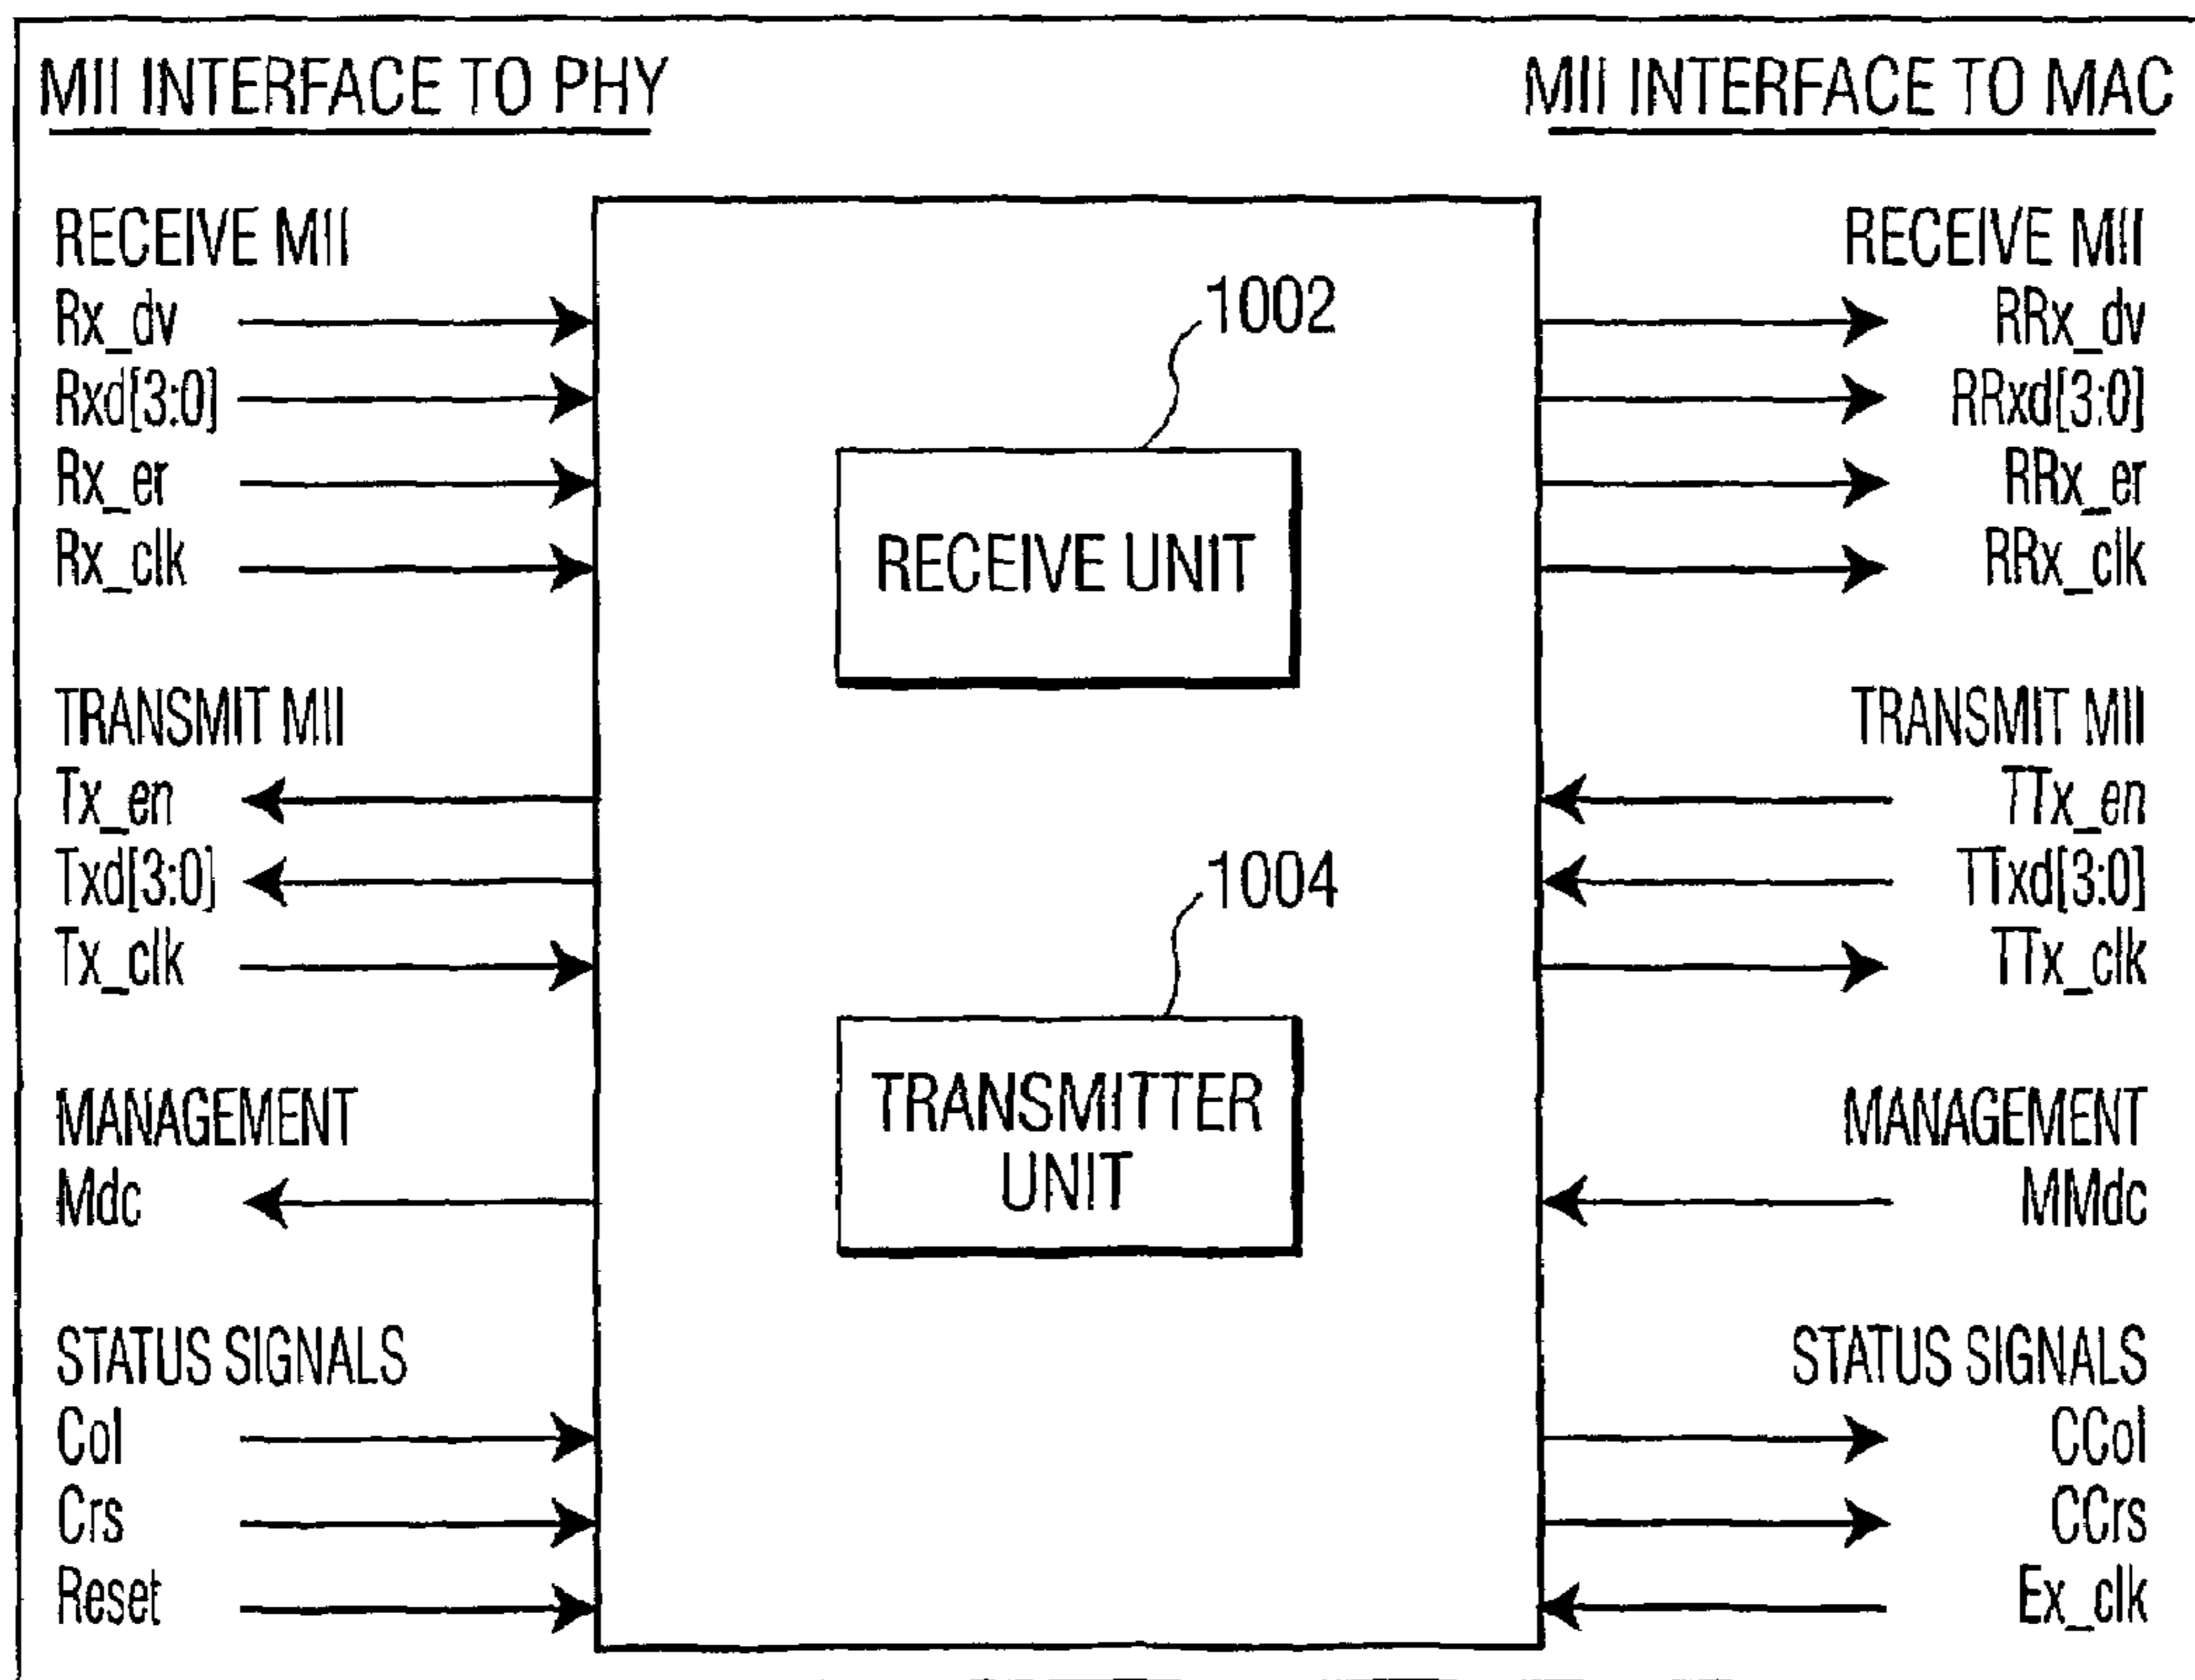 MII INTERFACE TO PHY
MII INTERFACE TO MAC
RECEIVE MII
Rx_dv
Rxd[3:0]
Rx_er
Rx_clk
TRANSMIT MII
Tx_en
Txd[3:0]
Tx_clk
MANAGEMENT
Mdc
STATUS SIGNALS
Col
Crs
Reset
1002
RECEIVE UNIT
1004
TRANSMITTER
UNIT
RECEIVE MII
RRx_dv
RRxd[3:0]
RRx_er
RRx_clk
TRANSMIT MII
TTx_en
TTxd[3:0]
TTx_clk
MANAGEMENT
MMdc
STATUS SIGNALS
CCol
CCrs
Ex_clk